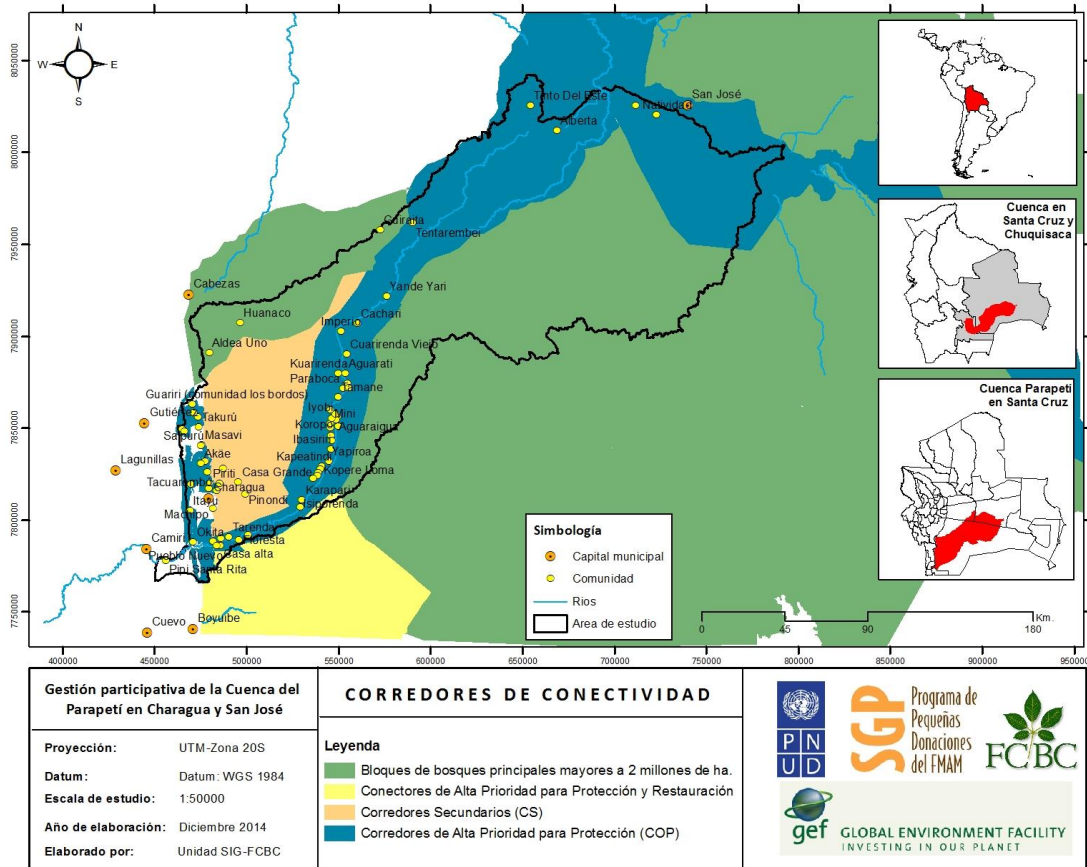 N
W
E
S
8050000
8000000
7950000
7900000
7850000
7800000
7750000
400000
450000
500000
550000
600000
650000
700000
750000
800000
850000
900000
950000
Tinto Del Este
Natividad
San José
Alberta
Guirapa
Tentarembei
Cabezas
Yande Yari
Huanaco
Imperio
Cachari
Aldea Uno
Cuarirenda Viejo
Kuarirenda
Aguarati
Paraboca
Tamane
Guariri (comunidad los bordos)
Iyobi
Gutiérrez
Takurú
Mini
Koropo
Aguaraigua
Saipurú
Masavi
Ibasiriri
Akae
Yapiroa
Lagunillas
Kapeatindi
Piriti
Casa Grande
Kopere Loma
Tacuarembó
Charagua
Karaparu
Itapu
Pinondi
Isiporenda
Machipo
Okita
Tarenda
Floresta
Camiri
Casa alta
Pueblo Nuevo
Pipi Santa Rita
Cuevo
Boyuibe
Cuenca en
Santa Cruz y
Chuquisaca
Cuenca Parapetí
en Santa Cruz
Simbología
Capital municipal
Comunidad
Rios
Area de estudio
0
45
90
180
Km.
Gestión participativa de la Cuenca del
Parapetí en Charagua y San José
Proyección: UTM-Zona 20S
Datum: Datum: WGS 1984
Escala de estudio: 1:50000
Año de elaboración: Diciembre 2014
Elaborado por: Unidad SIG-FCBC
CORREDORES DE CONECTIVIDAD
Leyenda
Bloques de bosques principales mayores a 2 millones de ha.
Conectores de Alta Prioridad para Protección y Restauración
Corredores Secundarios (CS)
Corredores de Alta Prioridad para Protección (COP)
P N
U D
SGP
Programa de
Pequeñas
Donaciones
del FMAM
FCBC
gef
GLOBAL ENVIRONMENT FACILITY
INVESTING IN OUR PLANET